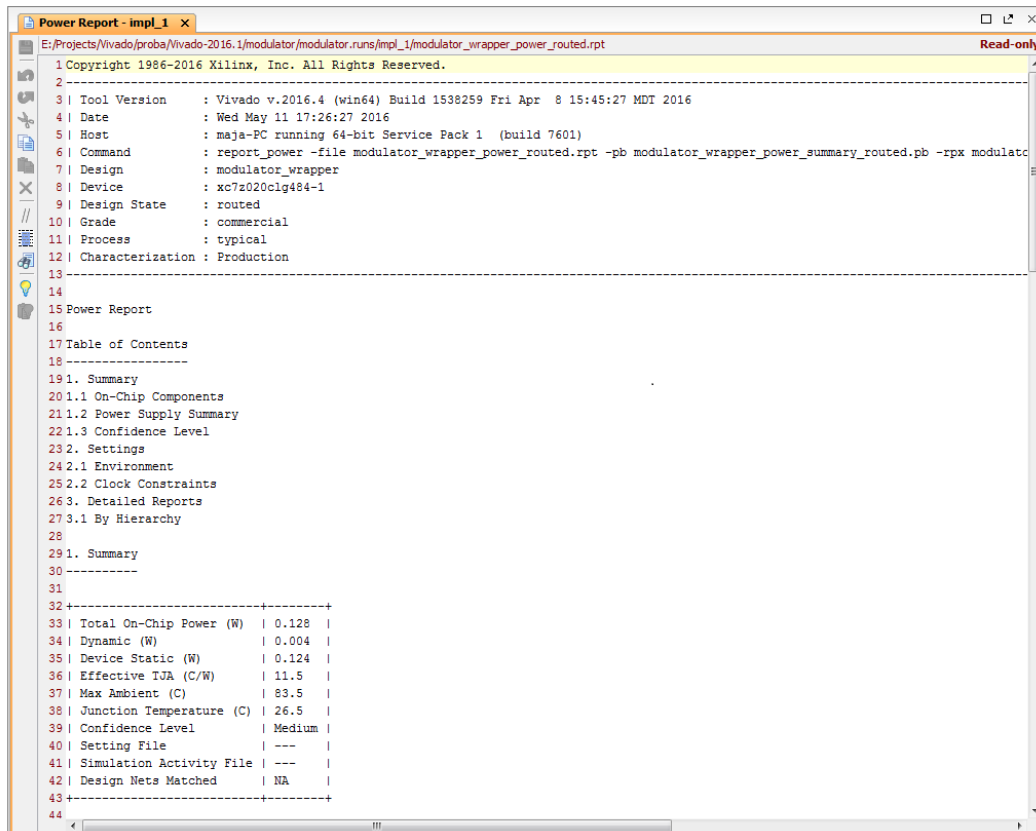 Power Report - impl_1
E:/Projects/Vivado/proba/Vivado-2016.1/modulator/modulator.runs/impl_1/modulator_wrapper_power_routed.rpt Read-only
1 Copyright 1986-2016 Xilinx, Inc. All Rights Reserved.
2 ----------------------------------------------------------------------------------------------------------------------------------
3 | Tool Version : Vivado v.2016.4 (win64) Build 1538259 Fri Apr 8 15:45:27 MDT 2016
4 | Date : Wed May 11 17:26:27 2016
5 | Host : maja-PC running 64-bit Service Pack 1 (build 7601)
6 | Command : report_power -file modulator_wrapper_power_routed.rpt -pb modulator_wrapper_power_summary_routed.pb -rpx modulato
7 | Design : modulator_wrapper
8 | Device : xc7z020clg484-1
9 | Design State : routed
10 | Grade : commercial
11 | Process : typical
12 | Characterization : Production
13 ----------------------------------------------------------------------------------------------------------------------------------
14
15 Power Report
16
17 Table of Contents
18 -----------------
19 1. Summary
20 1.1 On-Chip Components
21 1.2 Power Supply Summary
22 1.3 Confidence Level
23 2. Settings
24 2.1 Environment
25 2.2 Clock Constraints
26 3. Detailed Reports
27 3.1 By Hierarchy
28
29 1. Summary
30 ----------
31
32 +--------------------------+--------+
33 | Total On-Chip Power (W) | 0.128 |
34 | Dynamic (W) | 0.004 |
35 | Device Static (W) | 0.124 |
36 | Effective TJA (C/W) | 11.5 |
37 | Max Ambient (C) | 83.5 |
38 | Junction Temperature (C) | 26.5 |
39 | Confidence Level | Medium |
40 | Setting File | --- |
41 | Simulation Activity File | --- |
42 | Design Nets Matched | NA |
43 +--------------------------+--------+
44